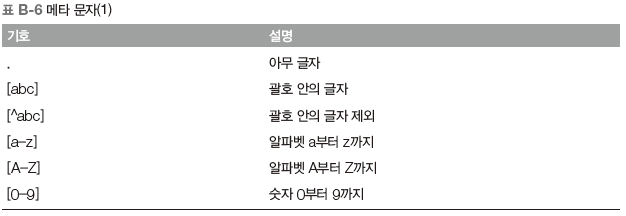 표 B-6 메타 문자(1)
기호 설명
. 아무 글자
[abc] 괄호 안의 글자
[^abc] 괄호 안의 글자 제외
[a-z] 알파벳 a부터 z까지
[A-Z] 알파벳 A부터 Z까지
[0-9] 숫자 0부터 9까지